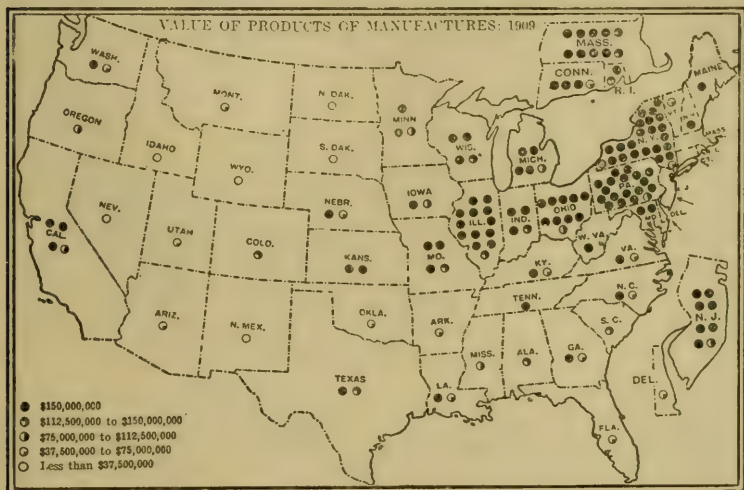 VALUE OF PRODUCTS OF MANUFACTURES: 1909
WASH.
OREGON
CAL.
NEV.
IDAHO
MONT.
WYO.
UTAH
COLO.
ARIZ.
N. MEX.
N. DAK.
S. DAK.
NEBR.
KANS.
OKLA.
TEXAS
MINN
IOWA
MO.
ARK.
LA.
WIS.
ILL.
MICH.
IND.
OHIO
KY.
TENN.
MISS.
ALA.
GA.
FLA.
S. C.
N. C.
VA.
W. VA.
PA.
N. Y.
MD.
DEL.
MAINE
N.H.
MASS.
CT.
MASS.
CONN.
R. I.
N. J.
DEL.
$150,000,000
$112,500,000 to $150,000,000
$75,000,000 to $112,500,000
$37,500,000 to $75,000,000
Less than $37,500,000